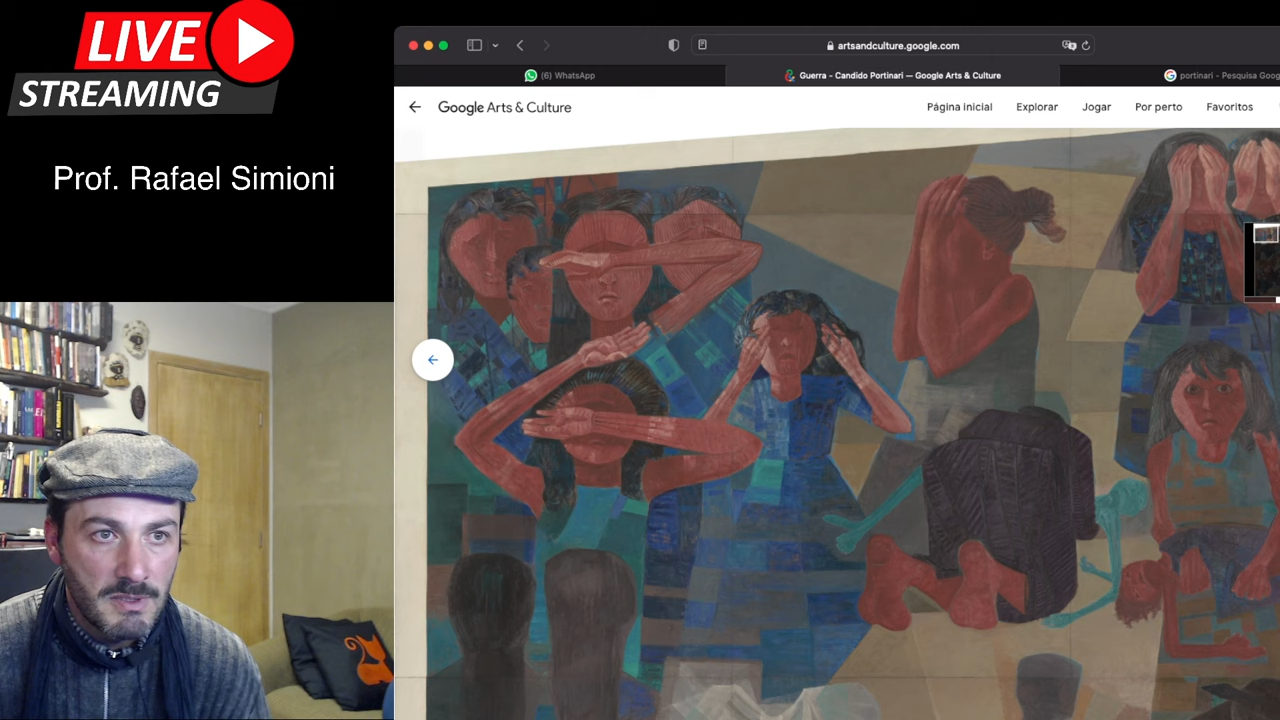 LIVE
STREAMING
Prof. Rafael Simioni
artsandculture.google.com
(6) WhatsApp
Guerra - Candido Portinari — Google Arts & Culture
portinari - Pesquisa Goog
Google Arts & Culture
Página inicial
Explorar
Jogar
Por perto
Favoritos